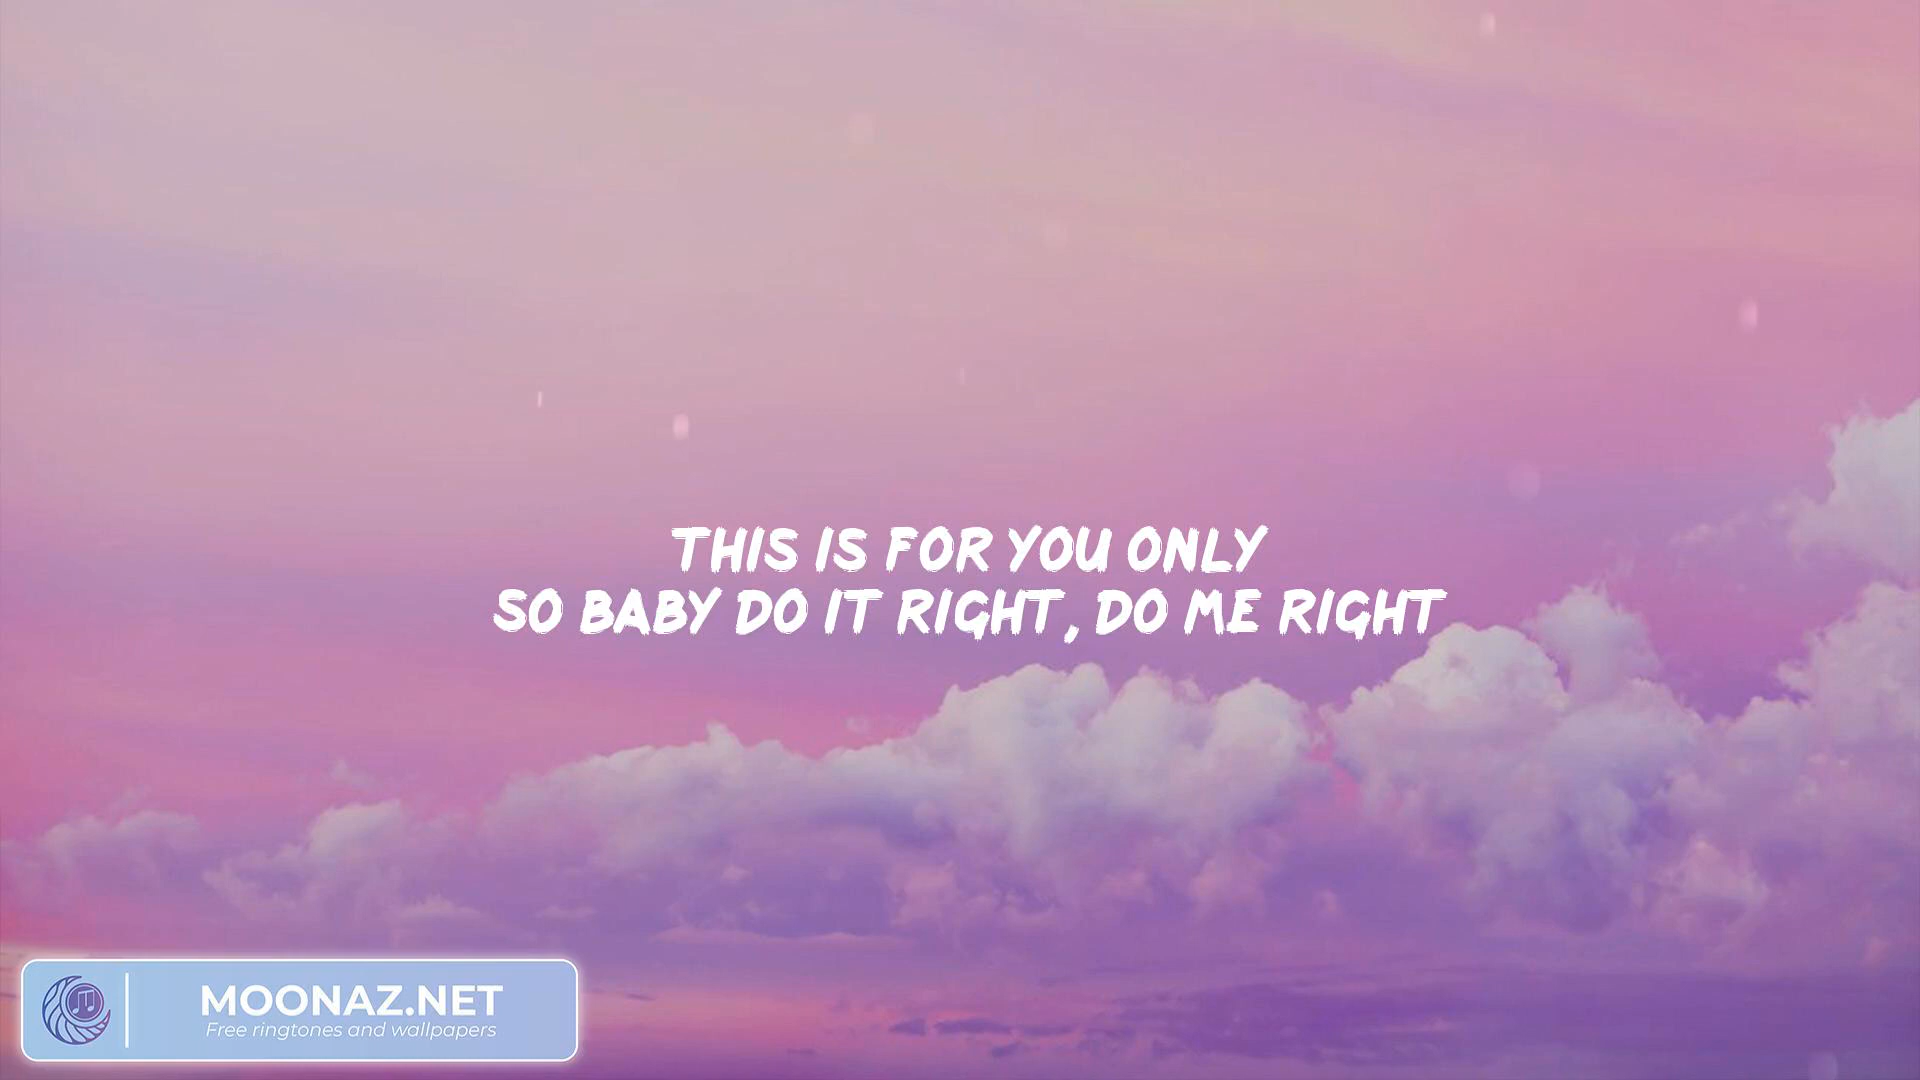 THIS IS FOR YOU ONLY
SO BABY DO IT RIGHT, DO ME RIGHT
MOONAZ.NET
Free ringtones and wallpapers